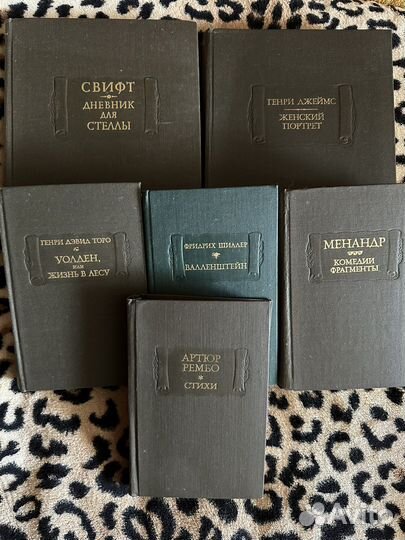 СВИФТ
ДНЕВНИК
ДЛЯ
СТЕЛЛЫ
ГЕНРИ ДЖЕЙМС
ЖЕНСКИЙ
ПОРТРЕТ
ГЕНРИ ДЭВИД ТОРО
УОЛДЕН,
ИЛИ
ЖИЗНЬ В ЛЕСУ
ФРИДРИХ ШИЛЛЕР
ВАЛЛЕНШТЕЙН
МЕНАНДР
КОМЕДИИ
ФРАГМЕНТЫ
АРТЮР
РЕМБО
СТИХИ
Avito